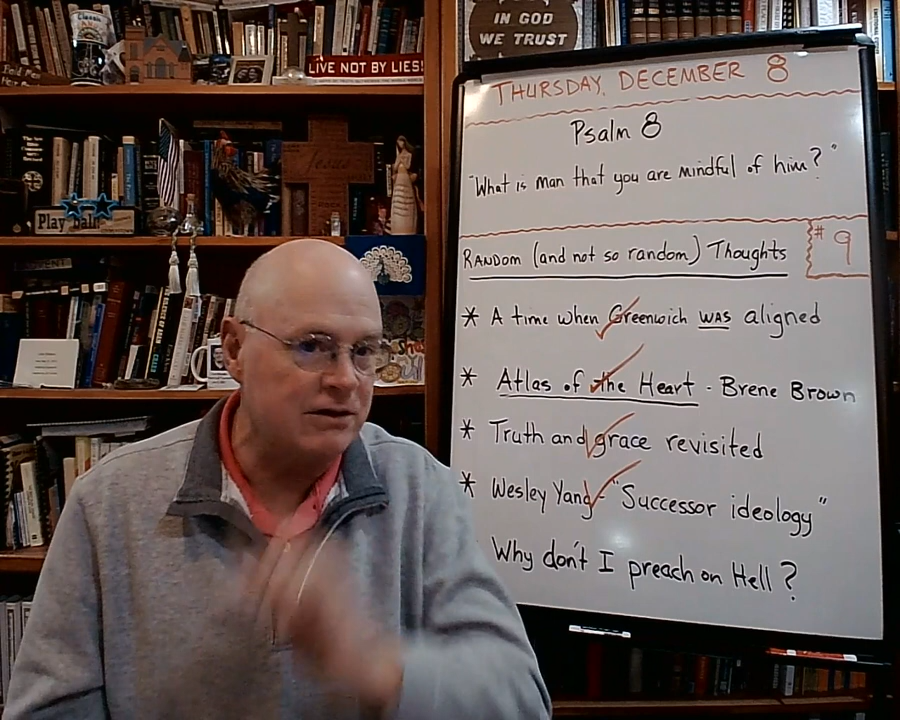 IN GOD
WE TRUST
LIVE NOT BY LIES!
Play ball
THURSDAY, DECEMBER 8
Psalm 8
"What is man that you are mindful of him?"
RANDOM (and not so random) Thoughts
# 9
* A time when Greenwich was aligned
* Atlas of the Heart - Brene Brown
* Truth and grace revisited
* Wesley Yang - "Successor ideology"
Why don't I preach on Hell?